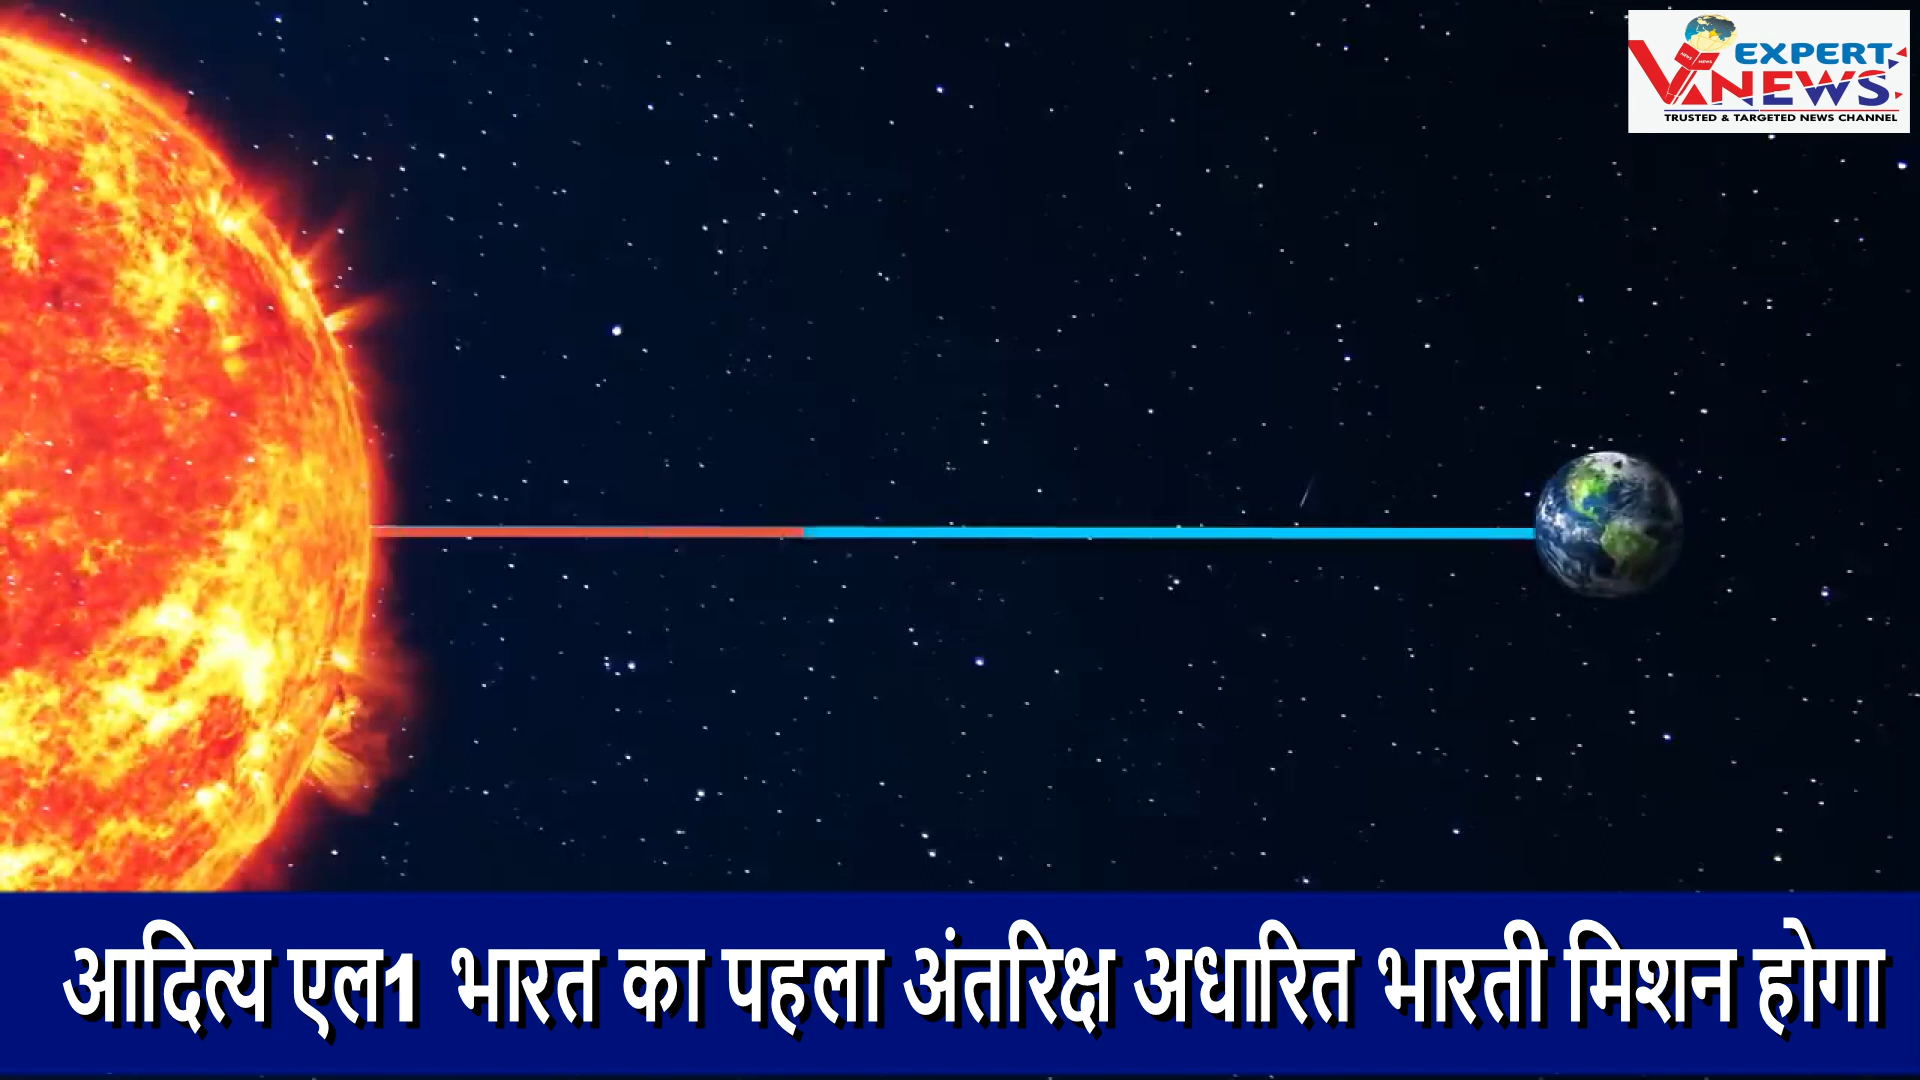 EXPERT
V NEWS
TRUSTED & TARGETED NEWS CHANNEL
आदित्य एल1 भारत का पहला अंतरिक्ष अधारित भारती मिशन होगा